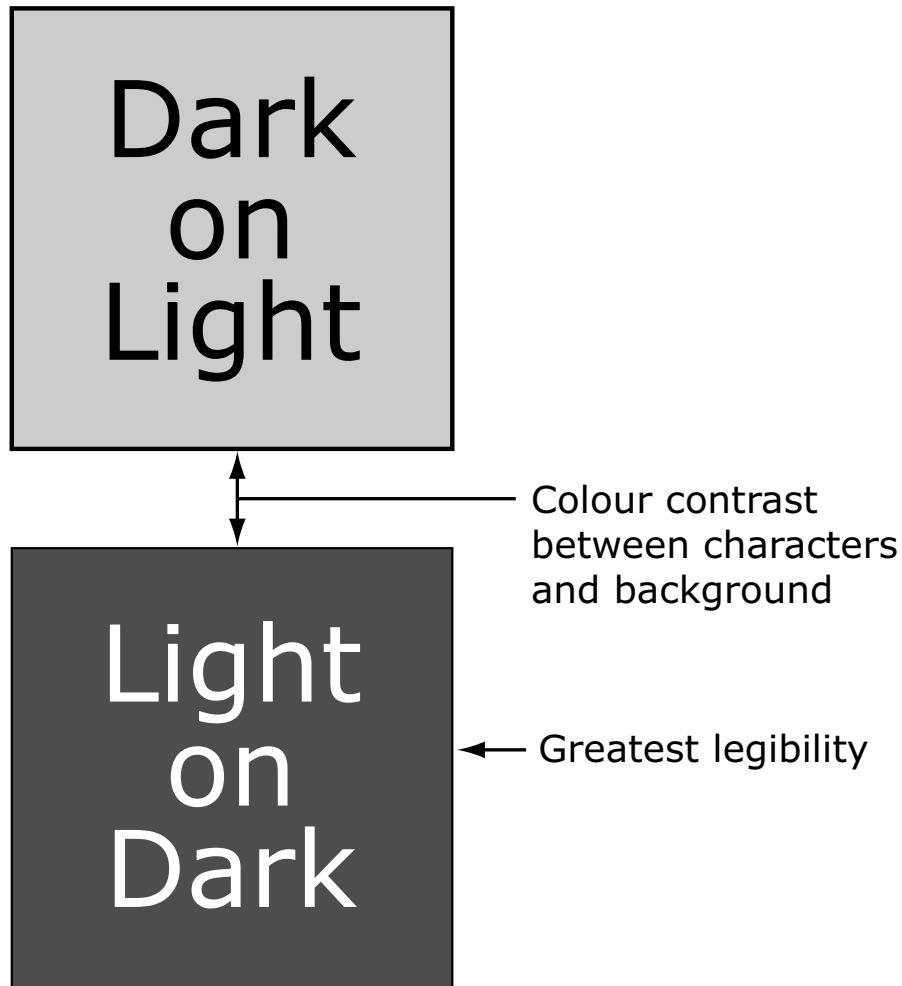 Dark
on
Light
Colour contrast
between characters
and background
Light
on
Dark
Greatest legibility